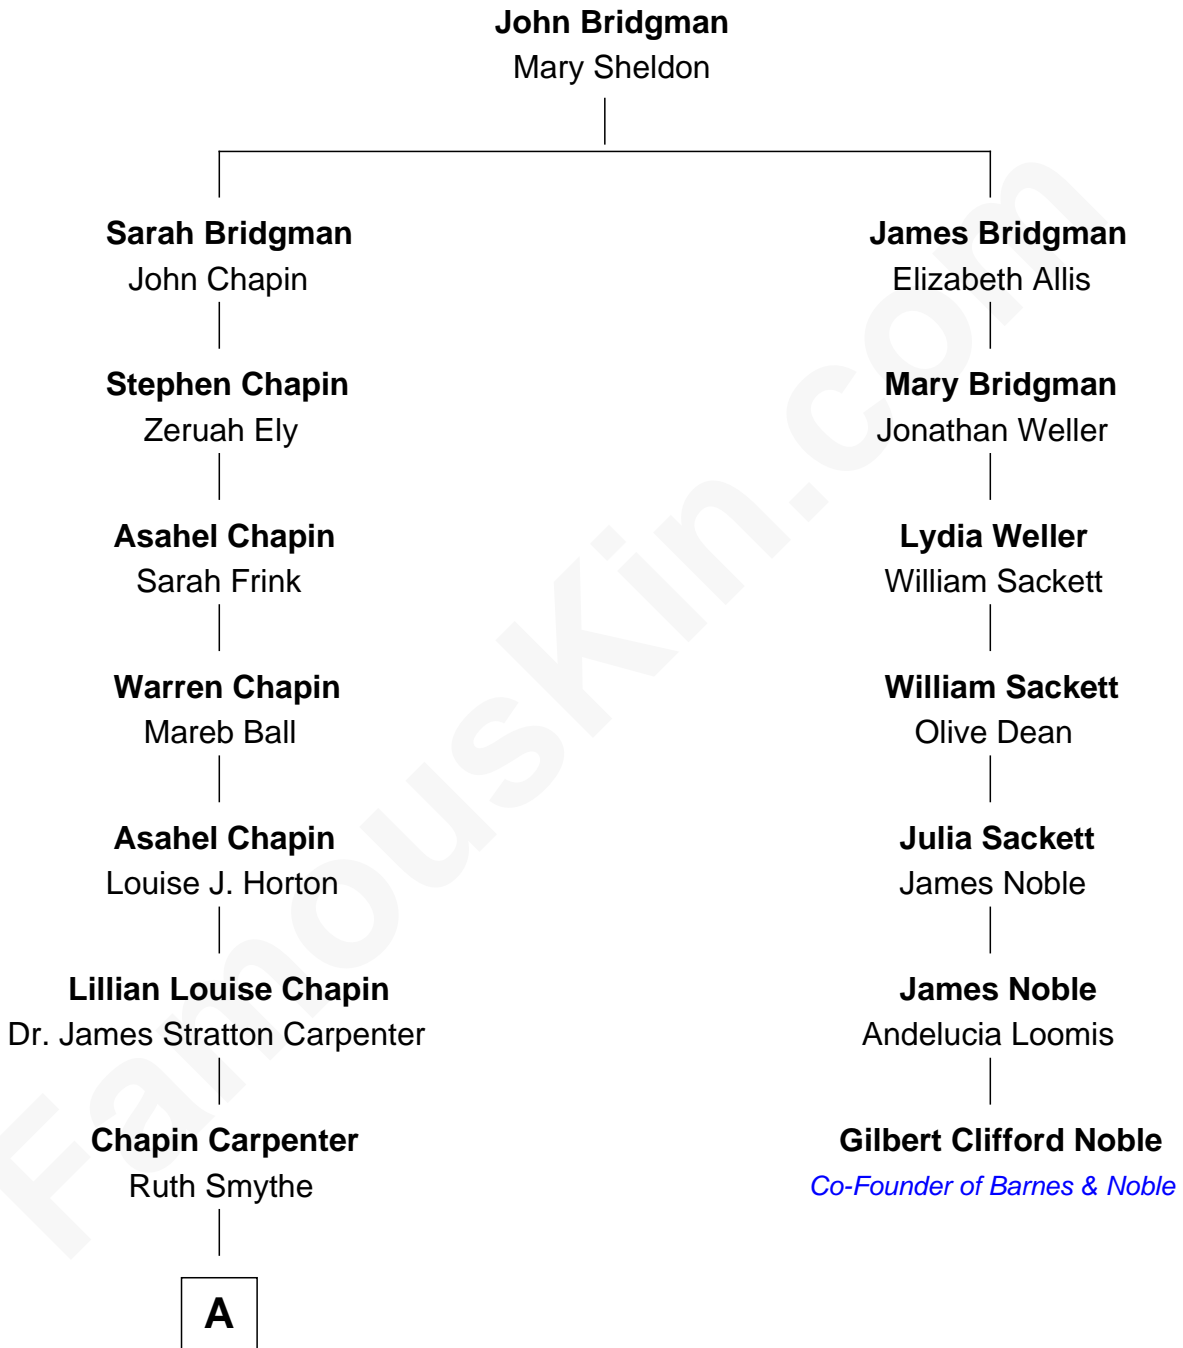 John Bridgman
Mary Sheldon
Sarah Bridgman
John Chapin
James Bridgman
Elizabeth Allis
Stephen Chapin
Zeruah Ely
Mary Bridgman
Jonathan Weller
Asahel Chapin
Sarah Frink
Lydia Weller
William Sackett
Warren Chapin
Mareb Ball
William Sackett
Olive Dean
Asahel Chapin
Louise J. Horton
Julia Sackett
James Noble
Lillian Louise Chapin
Dr. James Stratton Carpenter
James Noble
Andelucia Loomis
Chapin Carpenter
Ruth Smythe
Gilbert Clifford Noble
Co-Founder of Barnes & Noble
A
FamousKin.com